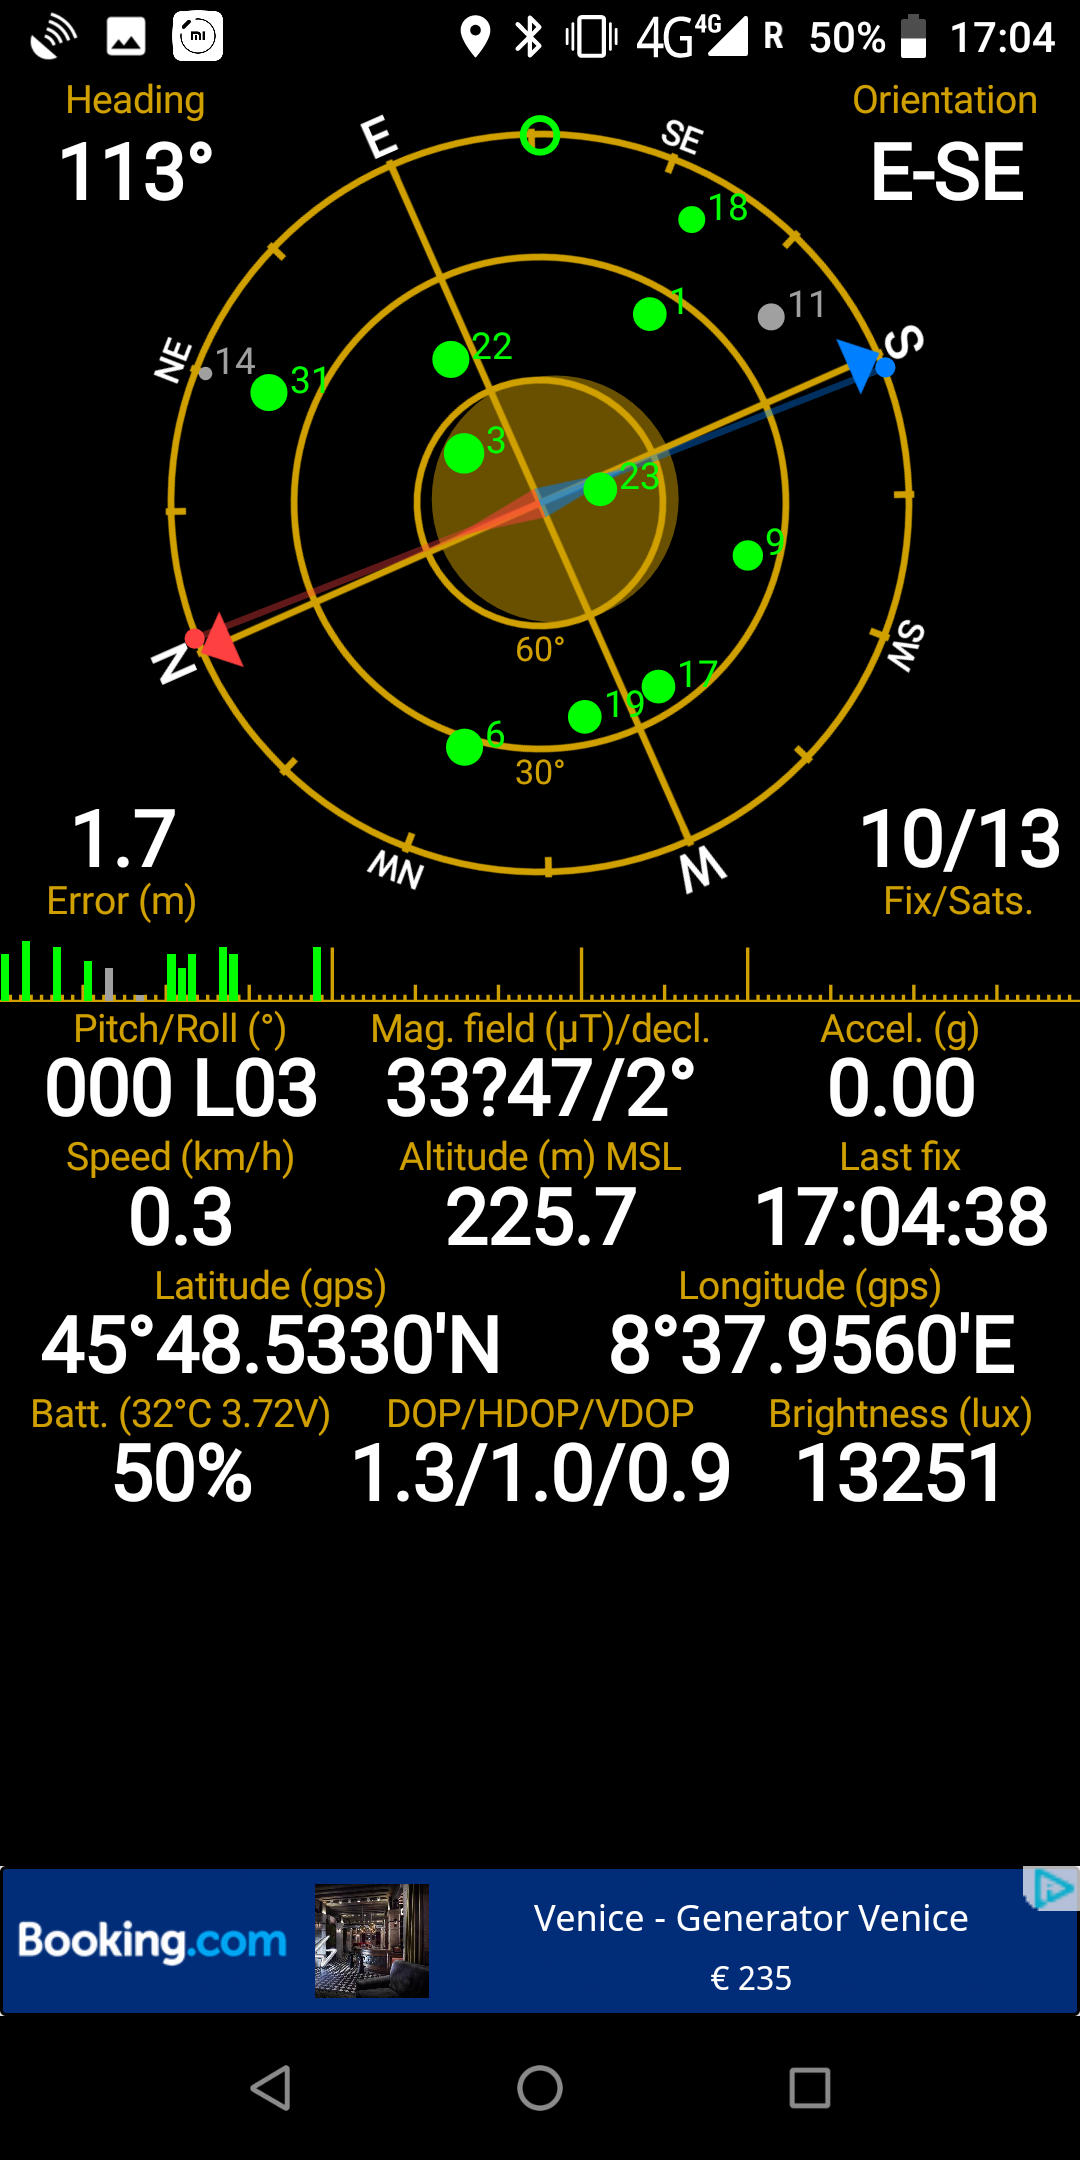 4G 4G R 50% 17:04
Heading
Orientation
113°
E-SE
E
SE
18
1
11
S
22
NE
14
31
3
23
9
SW
60°
N
17
19
6
30°
1.7
10/13
NW
W
Error (m)
Fix/Sats.
Pitch/Roll (°) Mag. field (µT)/decl. Accel. (g)
000 L03 33?47/2° 0.00
Speed (km/h) Altitude (m) MSL Last fix
0.3 225.7 17:04:38
Latitude (gps) Longitude (gps)
45°48.5330'N 8°37.9560'E
Batt. (32°C 3.72V) DOP/HDOP/VDOP Brightness (lux)
50% 1.3/1.0/0.9 13251
Booking.com
Venice - Generator Venice
€ 235